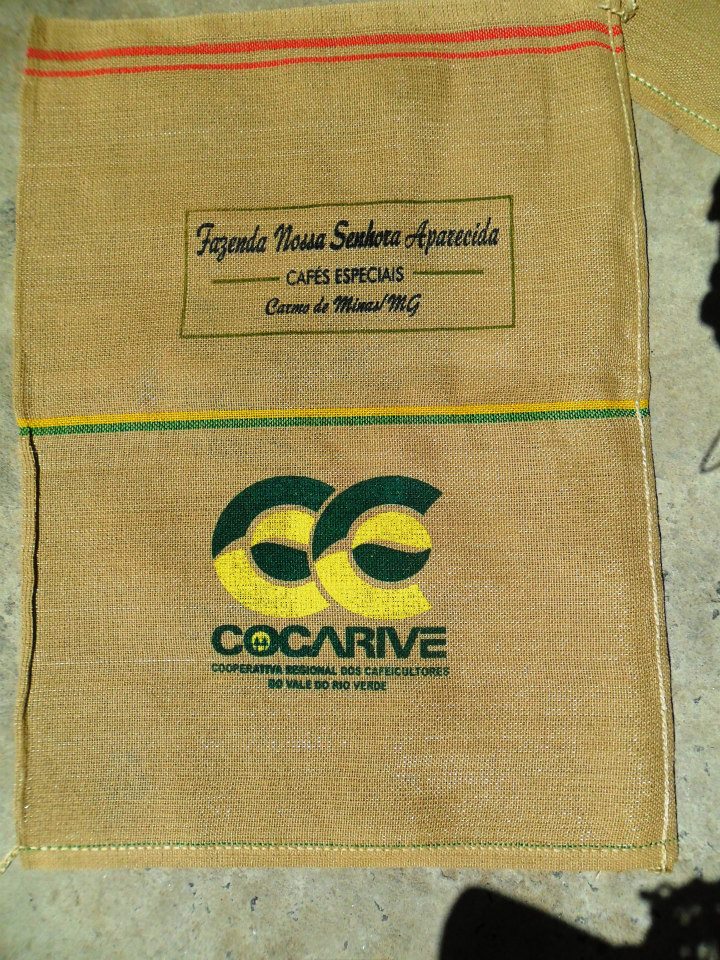 Fazenda Nossa Senhora Aparecida
CAFÉS ESPECIAIS
Carmo de Minas/MG
COCARIVE
COOPERATIVA REGIONAL DOS CAFEICULTORES
DO VALE DO RIO VERDE